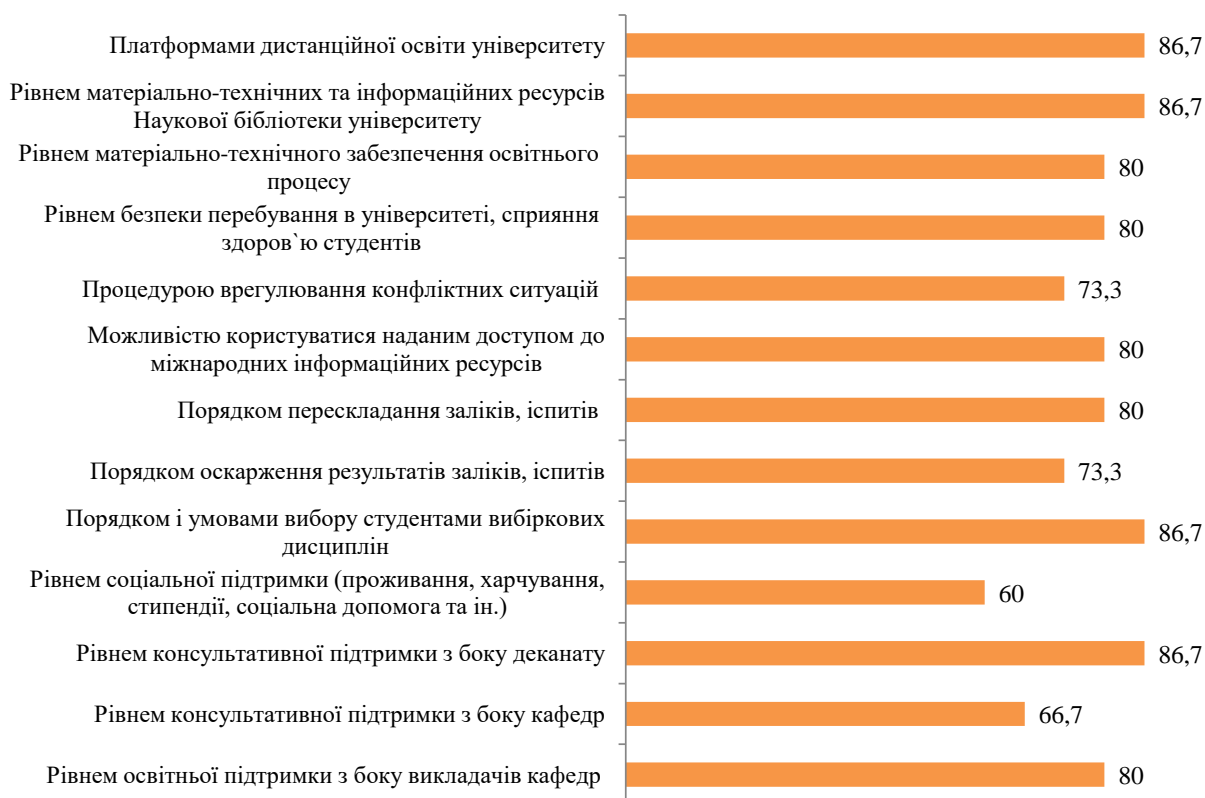 Платформами дистанційної освіти університету
86,7
Рівнем матеріально-технічних та інформаційних ресурсів
Наукової бібліотеки університету
86,7
Рівнем матеріально-технічного забезпечення освітнього
процесу
80
Рівнем безпеки перебування в університеті, сприяння
здоров`ю студентів
80
Процедурою врегулювання конфліктних ситуацій
73,3
Можливістю користуватися наданим доступом до
міжнародних інформаційних ресурсів
80
Порядком перескладання заліків, іспитів
80
Порядком оскарження результатів заліків, іспитів
73,3
Порядком і умовами вибору студентами вибіркових
дисциплін
86,7
Рівнем соціальної підтримки (проживання, харчування,
стипендії, соціальна допомога та ін.)
60
Рівнем консультативної підтримки з боку деканату
86,7
Рівнем консультативної підтримки з боку кафедр
66,7
Рівнем освітньої підтримки з боку викладачів кафедр
80